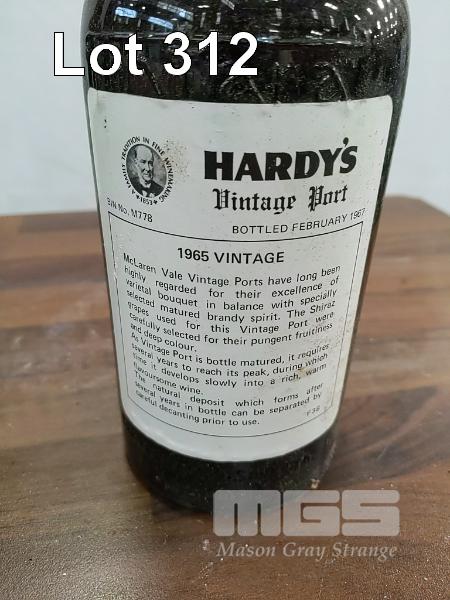 Lot 312
A FAMILY TRADITION IN FINE WINEMAKING
1853
HARDY'S
Vintage Port
BIN No. M778
BOTTLED FEBRUARY 1967
1965 VINTAGE
McLaren Vale Vintage Ports have long been
highly regarded for their excellence of
varietal bouquet in balance with specially
selected matured brandy spirit. The Shiraz
grapes used for this Vintage Port were
carefully selected for their pungent fruitiness
and deep colour.
As Vintage Port is bottle matured, it requires
several years to reach its peak, during which
time it develops slowly into a rich, warm
flavoursome wine.
The natural deposit which forms after
several years in bottle can be separated by
careful decanting prior to use.
F38
MGS
Mason Gray Strange